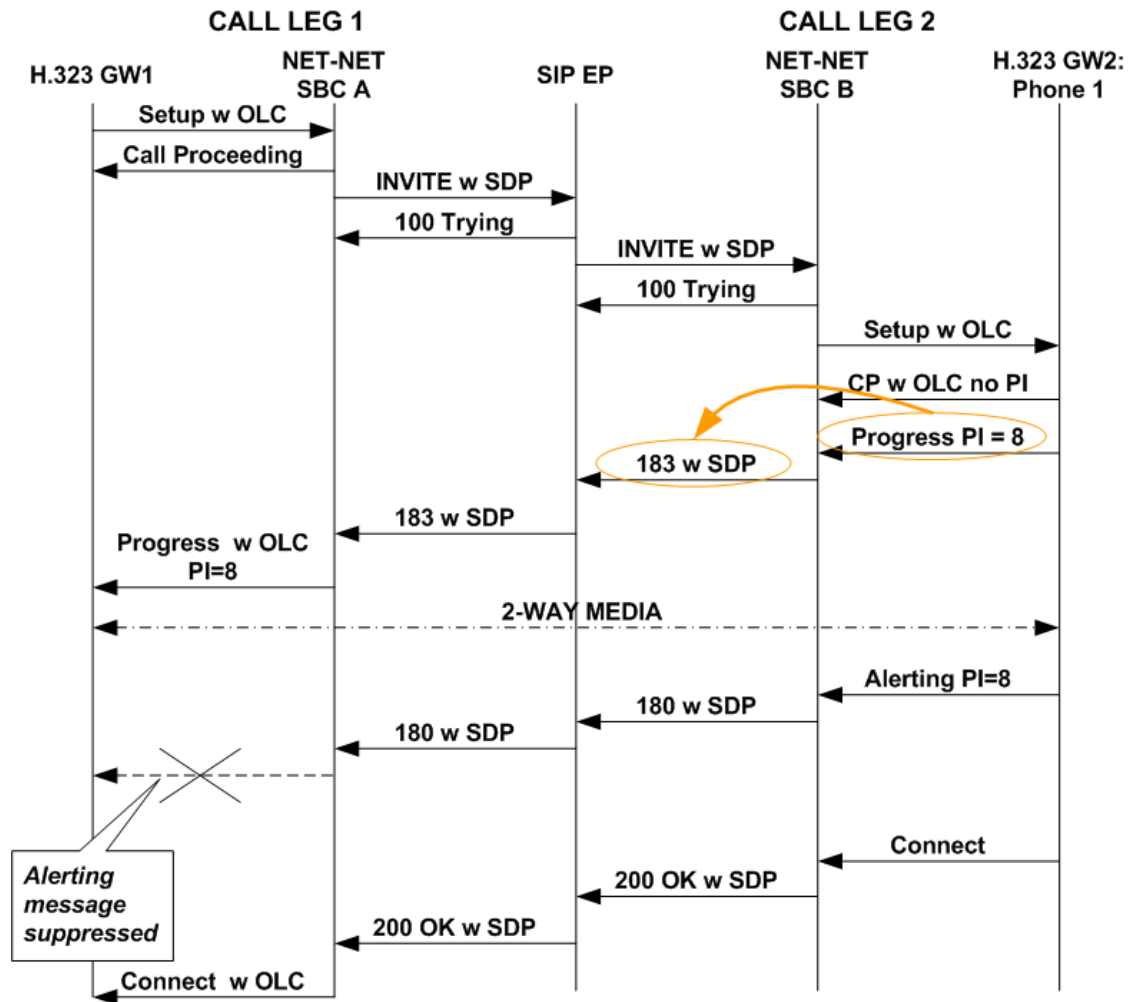 CALL LEG 1
CALL LEG 2
H.323 GW1
NET-NET
SBC A
SIP EP
NET-NET
SBC B
H.323 GW2:
Phone 1
Setup w OLC
Call Proceeding
INVITE w SDP
100 Trying
INVITE w SDP
100 Trying
Setup w OLC
CP w OLC no PI
Progress PI = 8
183 w SDP
183 w SDP
Progress w OLC
PI=8
2-WAY MEDIA
Alerting PI=8
180 w SDP
180 w SDP
Alerting
message
suppressed
Connect
200 OK w SDP
200 OK w SDP
Connect w OLC